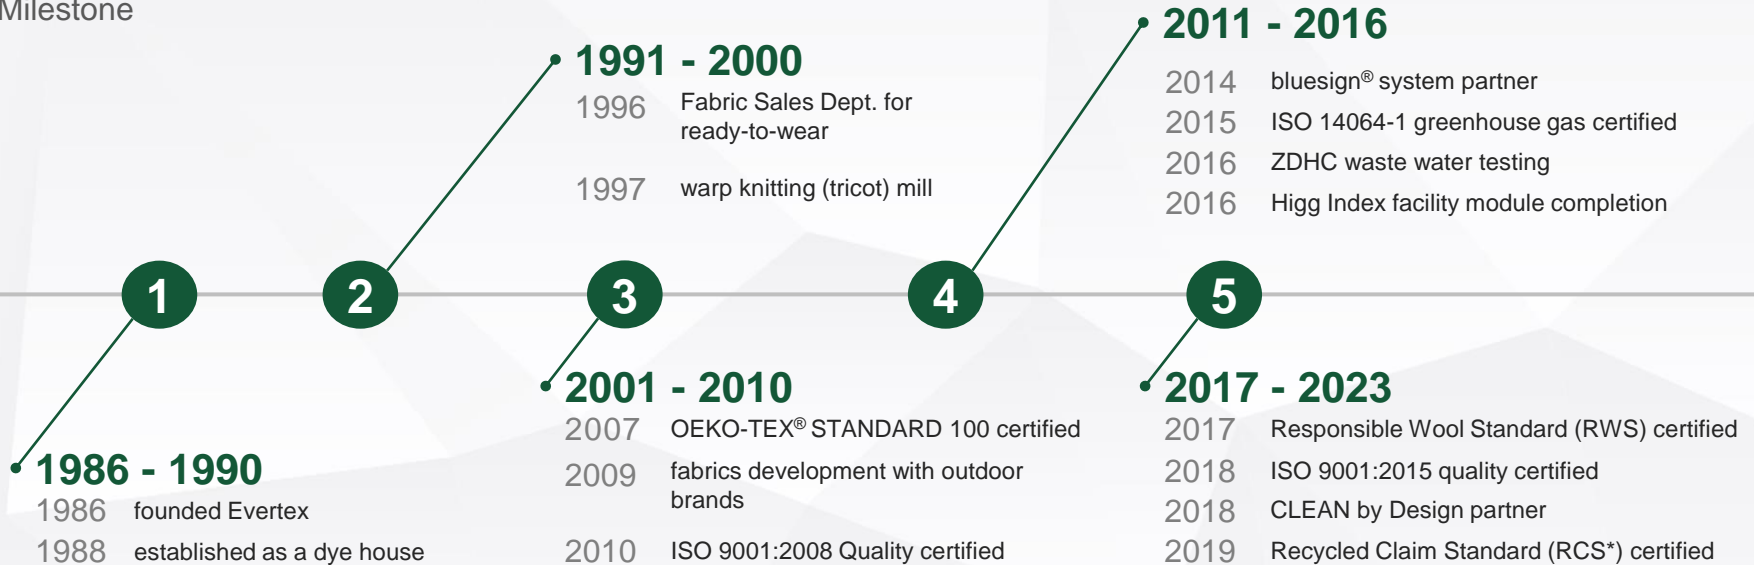 Milestone
1
1986 - 1990
1986 founded Evertex
1988 established as a dye house
2
1991 - 2000
1996 Fabric Sales Dept. for
ready-to-wear
1997 warp knitting (tricot) mill
3
2001 - 2010
2007 OEKO-TEX® STANDARD 100 certified
2009 fabrics development with outdoor
brands
2010 ISO 9001:2008 Quality certified
4
2011 - 2016
2014 bluesign® system partner
2015 ISO 14064-1 greenhouse gas certified
2016 ZDHC waste water testing
2016 Higg Index facility module completion
5
2017 - 2023
2017 Responsible Wool Standard (RWS) certified
2018 ISO 9001:2015 quality certified
2018 CLEAN by Design partner
2019 Recycled Claim Standard (RCS*) certified